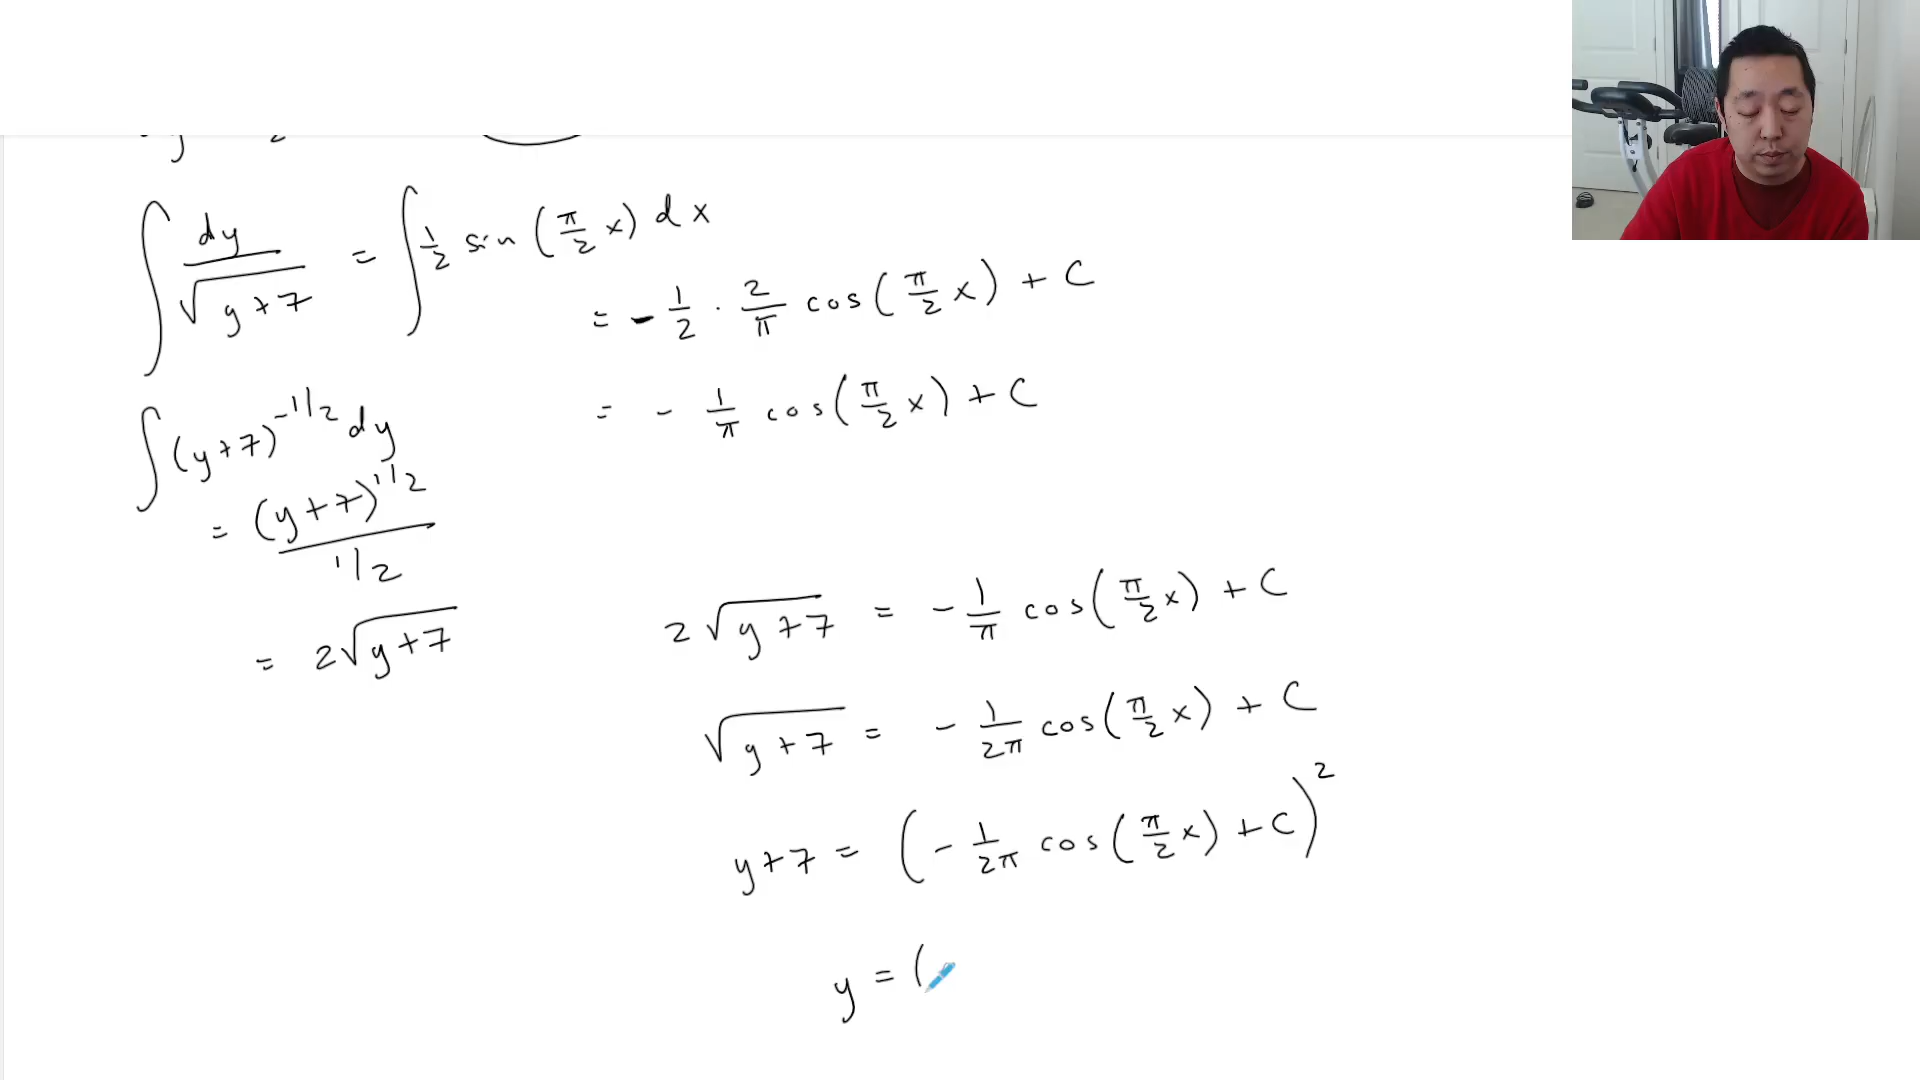 ∫ dy/√(y+7) = ∫ 1/2 sin(π/2 x) dx
= - 1/2 · 2/π cos(π/2 x) + C
= - 1/π cos(π/2 x) + C
∫ (y+7)^(-1/2) dy
= (y+7)^(1/2) / (1/2)
= 2√(y+7)
2√(y+7) = - 1/π cos(π/2 x) + C
√(y+7) = - 1/(2π) cos(π/2 x) + C
y+7 = (- 1/(2π) cos(π/2 x) + C)^2
y = (